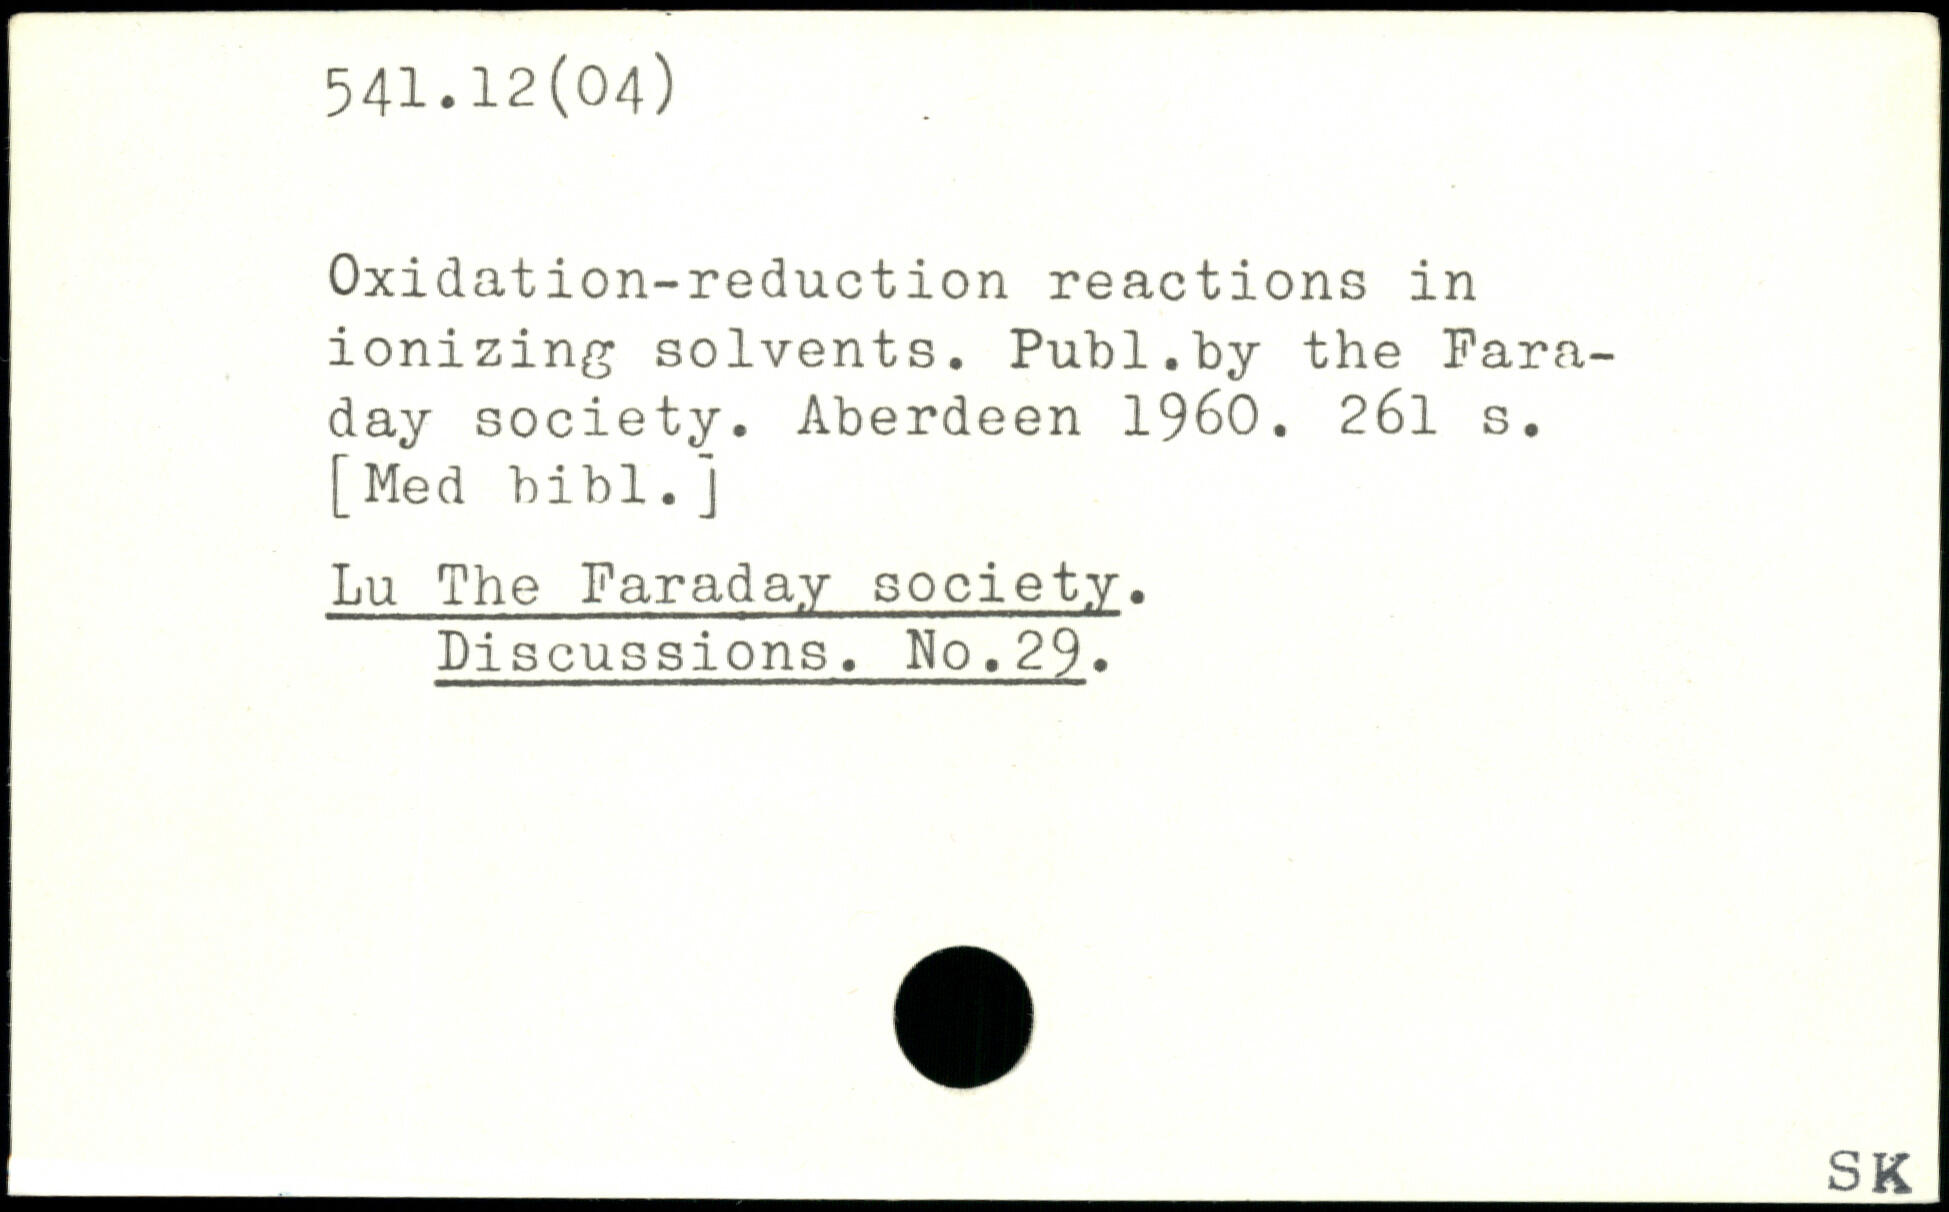 541.12(04)
Oxidation-reduction reactions in
ionizing solvents. Publ.by the Fara-
day society. Aberdeen 1960. 261 s.
[Med bibl.]
Lu The Faraday society.
Discussions. No.29.
SK